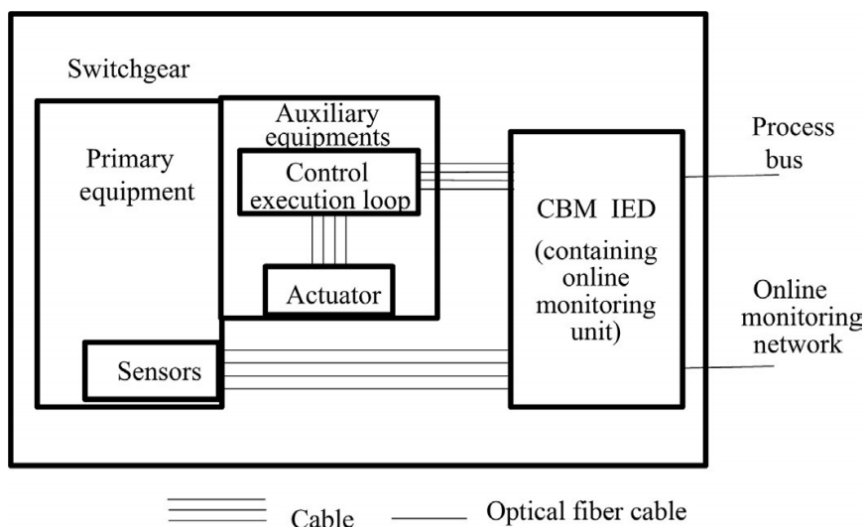 Switchgear
Primary
equipment
Auxiliary
equipments
Control
execution loop
Actuator
Sensors
CBM IED
(containing
online
monitoring
unit)
Process
bus
Online
monitoring
network
Cable
Optical fiber cable